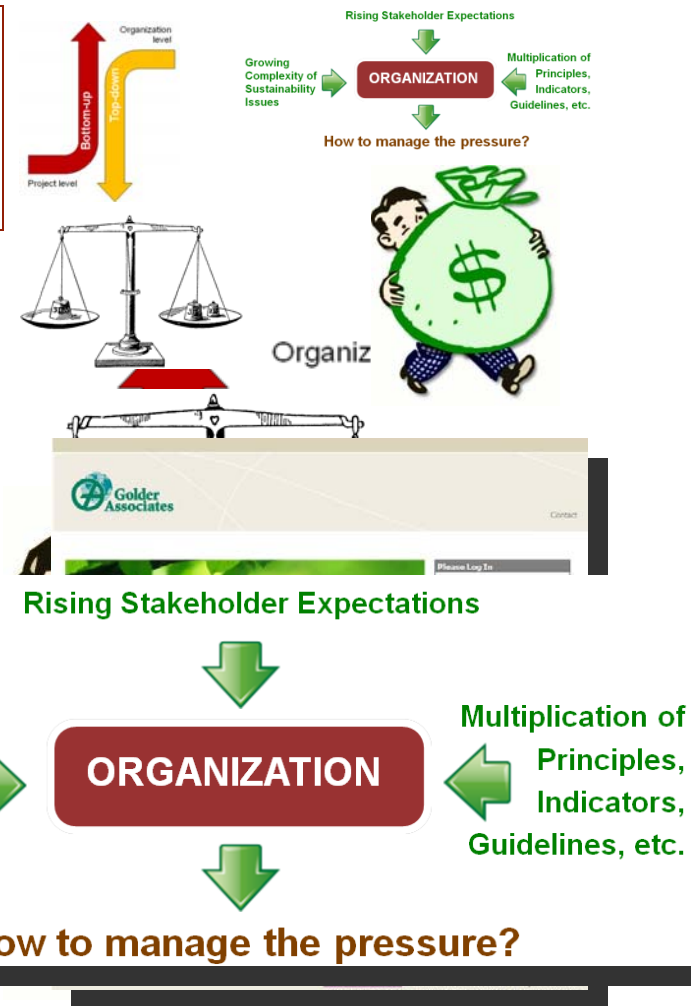 Organization
level
Bottom-up
Top-down
Project level
Rising Stakeholder Expectations
Growing
Complexity of
Sustainability
Issues
ORGANIZATION
Multiplication of
Principles,
Indicators,
Guidelines, etc.
How to manage the pressure?
$
Organiz
Golder
Associates
Contact
Please Log In
Rising Stakeholder Expectations
ORGANIZATION
Multiplication of
Principles,
Indicators,
Guidelines, etc.
ow to manage the pressure?